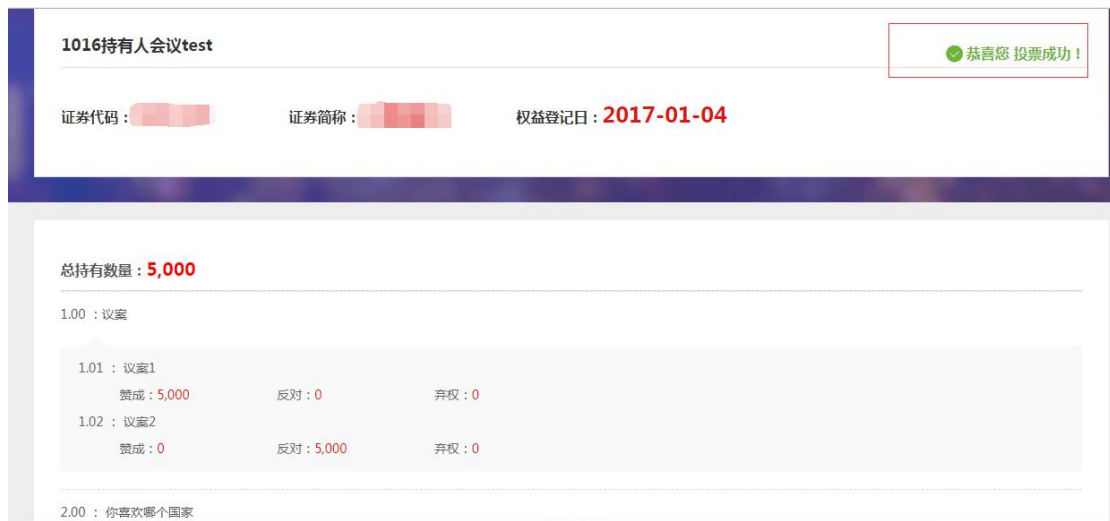 1016持有人会议test
恭喜您 投票成功！
证券代码： 证券简称： 权益登记日：2017-01-04
总持有数量：5,000
1.00 ：议案
1.01 ： 议案1
赞成：5,000 反对：0 弃权：0
1.02 ： 议案2
赞成：0 反对：5,000 弃权：0
2.00 ： 你喜欢哪个国家